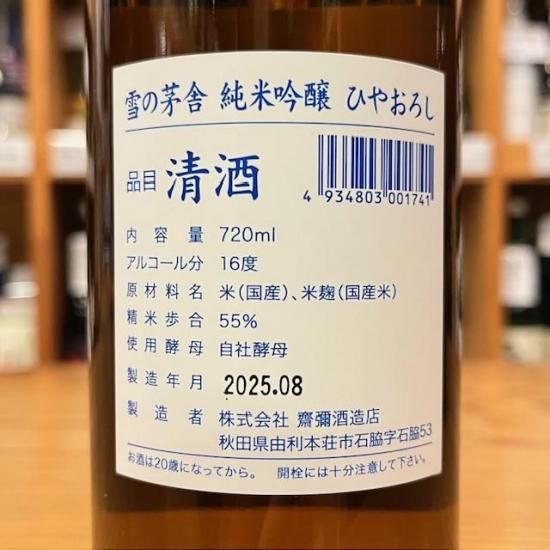 雪の茅舎 純米吟醸 ひやおろし
品目 清酒
4 934803 001741
内容量 720ml
アルコール分 16度
原材料名 米(国産)、米麹(国産米)
精米歩合 55%
使用酵母 自社酵母
製造年月 2025.08
製造者 株式会社 齋彌酒造店
秋田県由利本荘市石脇字石脇53
お酒は20歳になってから。 開栓には十分注意して下さい。